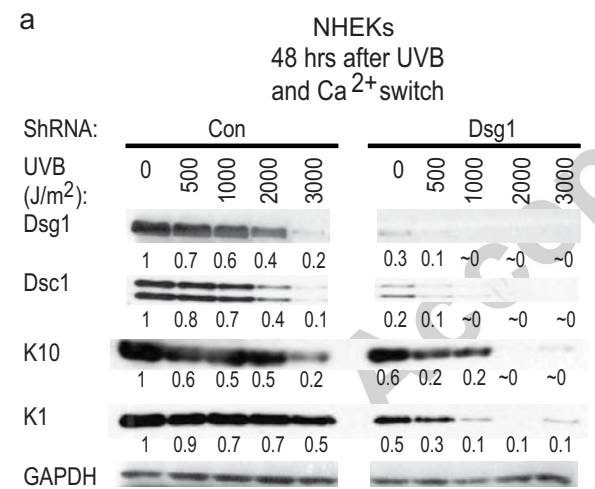 a
NHEKs
48 hrs after UVB
and Ca2+ switch
ShRNA: Con Dsg1
UVB (J/m2): 0 500 1000 2000 3000 0 500 1000 2000 3000
Dsg1
1 0.7 0.6 0.4 0.2 0.3 0.1 ~0 ~0 ~0
Dsc1
1 0.8 0.7 0.4 0.1 0.2 0.1 ~0 ~0 ~0
K10
1 0.6 0.5 0.5 0.2 0.6 0.2 0.2 ~0 ~0
K1
1 0.9 0.7 0.7 0.5 0.5 0.3 0.1 0.1 0.1
GAPDH